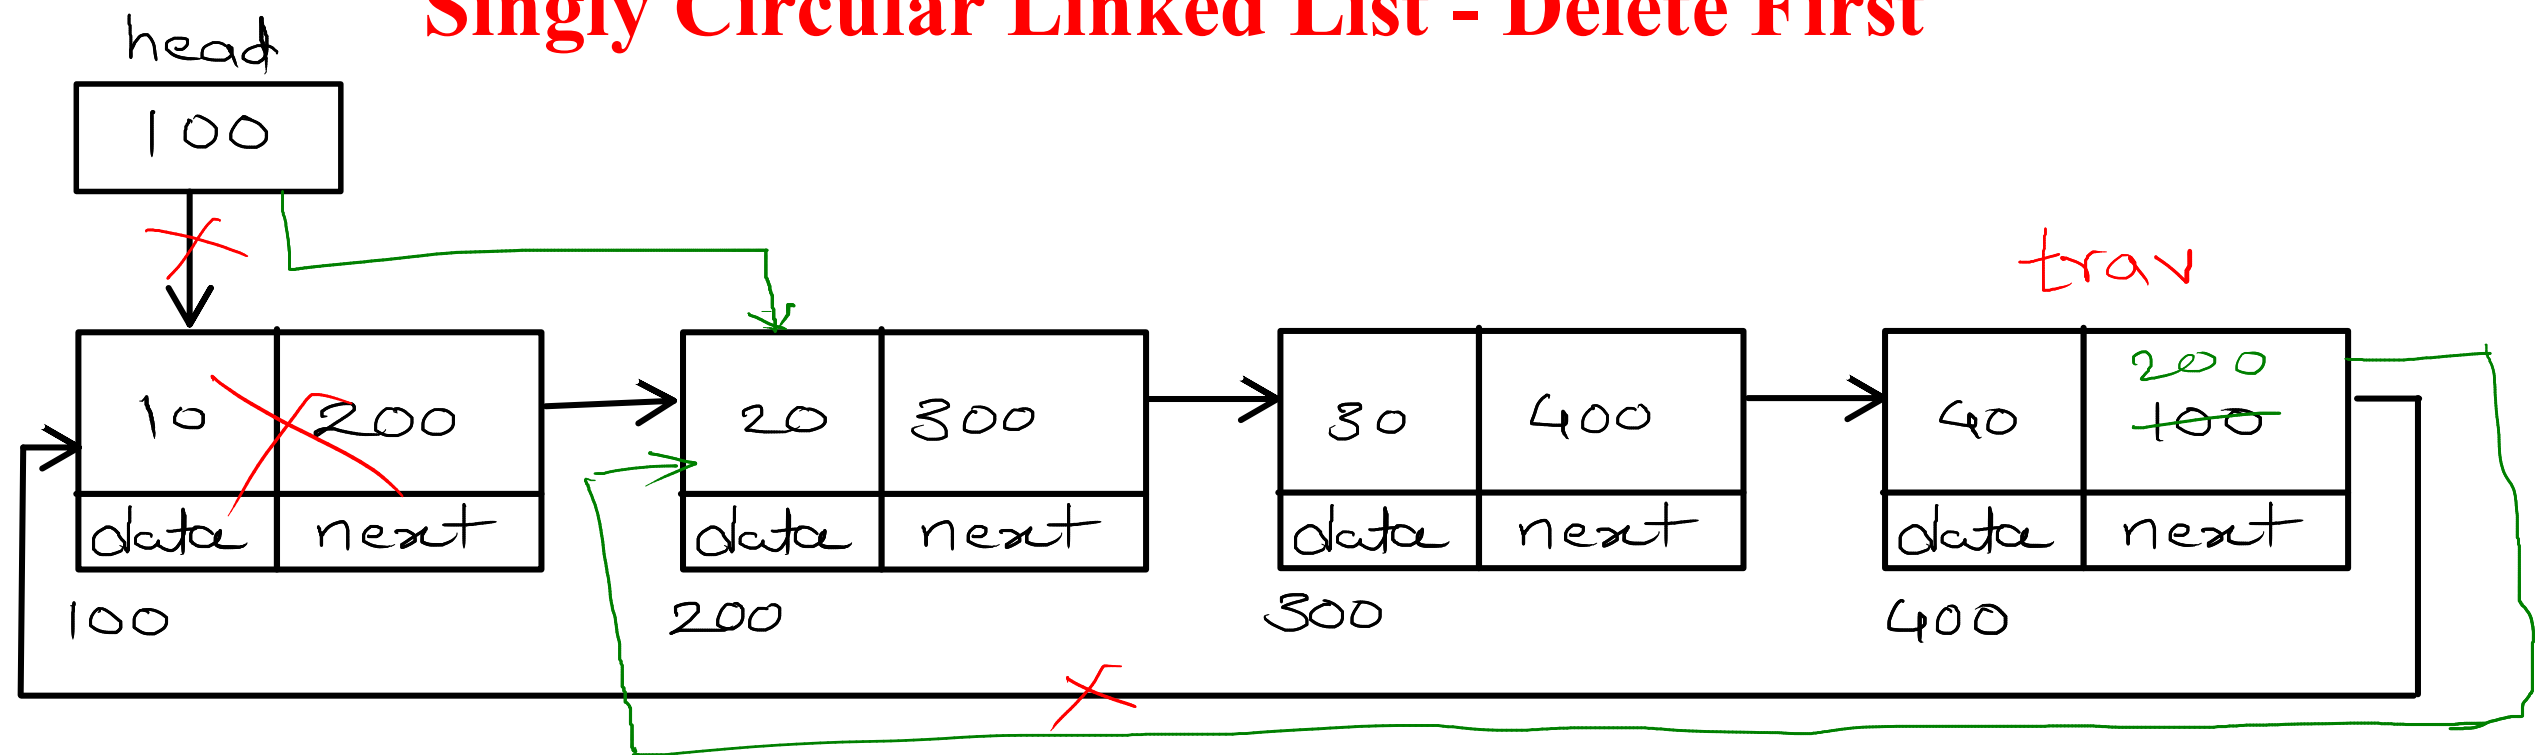 Singly Circular Linked List - Delete First
head
100
trav
200
10 200 20 300 30 400 40 100
data next data next data next data next
100 200 300 400